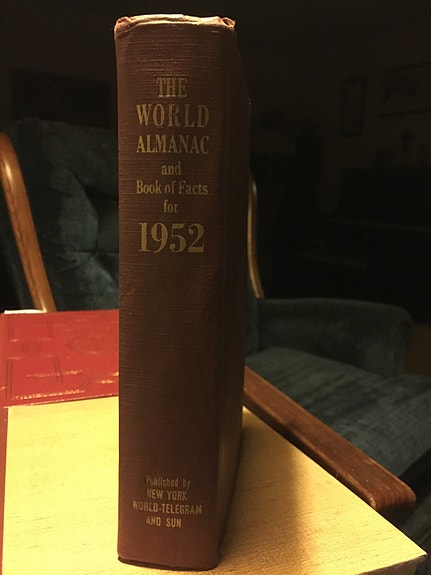 THE
WORLD
ALMANAC
and
Book of Facts
for
1952
Published by
NEW YORK
WORLD-TELEGRAM
AND SUN